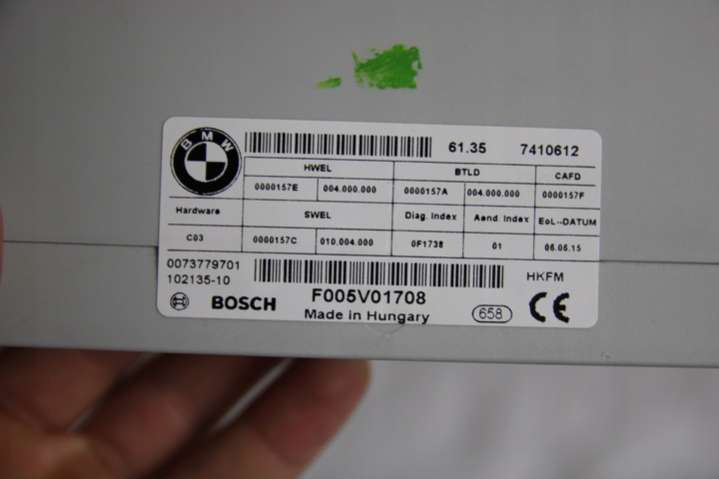 BMW
61.35 7410612
HWEL BTLD CAFD
0000157E 004.000.000 0000157A 004.000.000 0000157F
Hardware SWEL Diag. Index Aend. Index EoL--DATUM
C03 0000157C 010.004.000 0F1738 01 06.06.15
0073779701 HKFM
102135-10
BOSCH F005V01708
Made in Hungary 658 CE